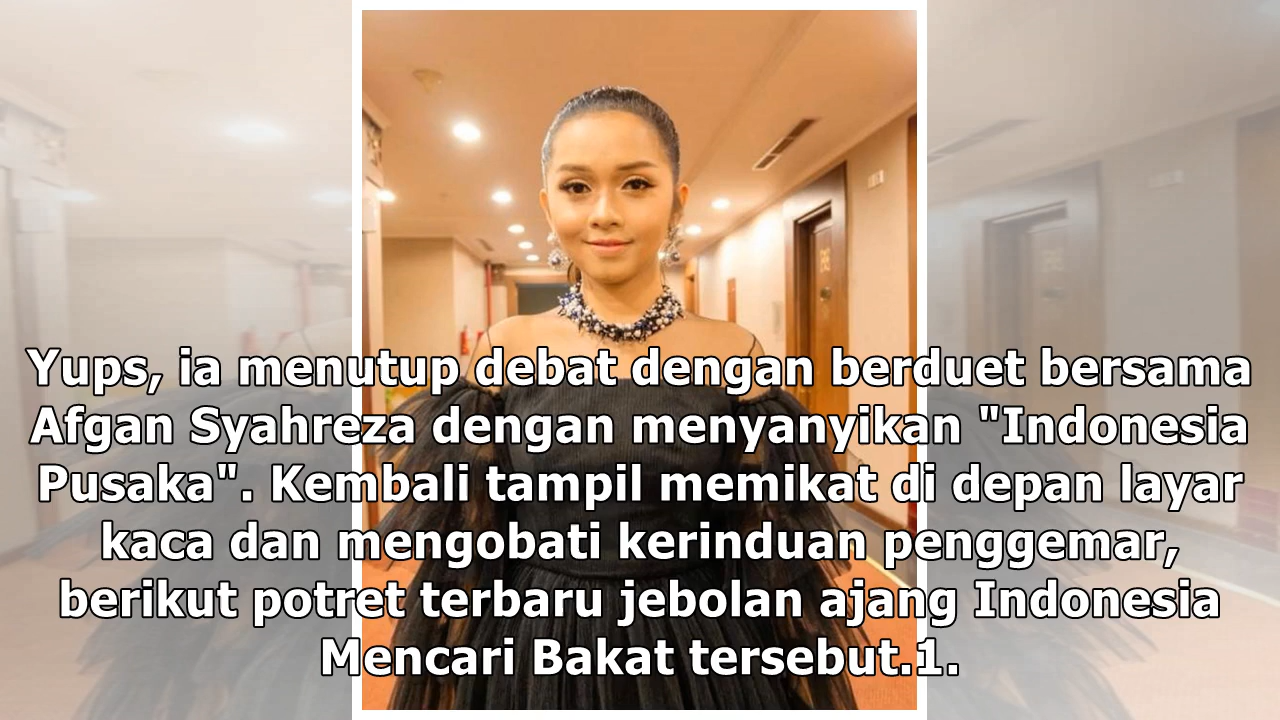 Yups, ia menutup debat dengan berduet bersama
Afgan Syahreza dengan menyanyikan "Indonesia
Pusaka". Kembali tampil memikat di depan layar
kaca dan mengobati kerinduan penggemar,
berikut potret terbaru jebolan ajang Indonesia
Mencari Bakat tersebut.1.